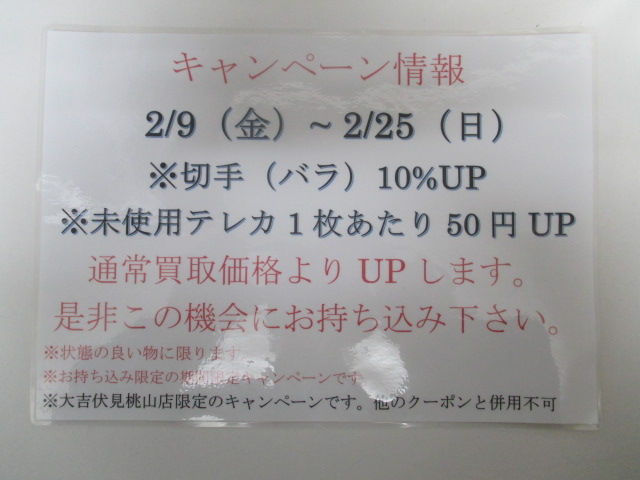 キャンペーン情報
2/9（金）~2/25（日）
※切手（バラ）10%UP
※未使用テレカ１枚あたり 50 円 UP
通常買取価格より UP します。
是非この機会にお持ち込み下さい。
※状態の良い物に限ります
※お持ち込み限定の期間限定キャンペーンです
※大吉伏見桃山店限定のキャンペーンです。他のクーポンと併用不可